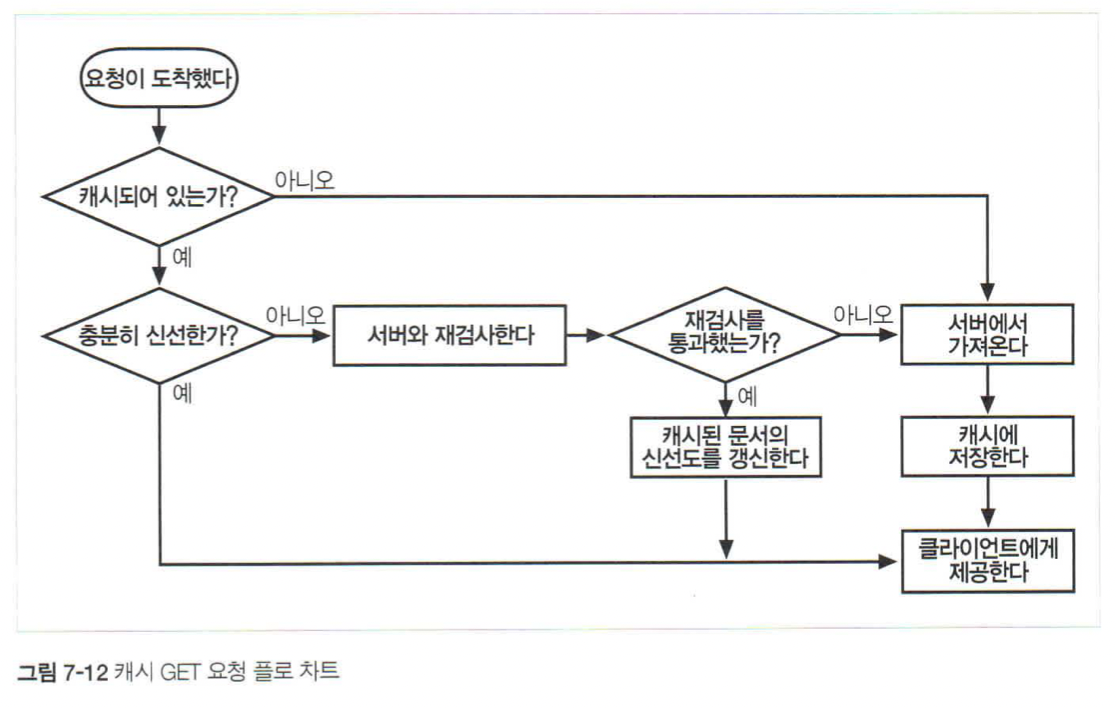 요청이 도착했다
캐시되어 있는가?
아니오
예
충분히 신선한가?
아니오
서버와 재검사한다
재검사를
통과했는가?
아니오
서버에서
가져온다
예
예
캐시된 문서의
신선도를 갱신한다
캐시에
저장한다
클라이언트에게
제공한다
그림 7-12 캐시 GET 요청 플로 차트